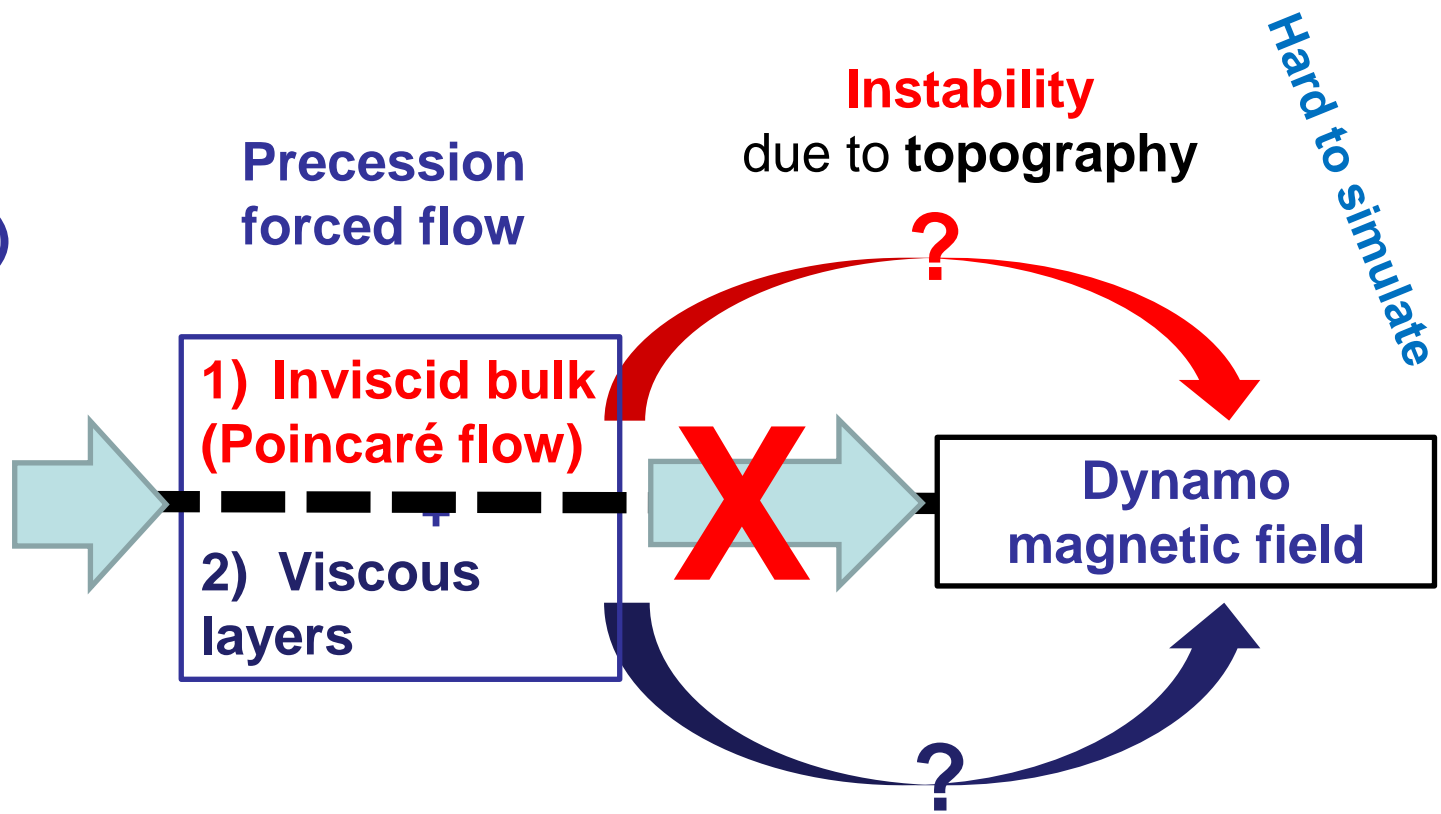 Hard to simulate
Instability
due to topography
Precession
forced flow
)
?
1) Inviscid bulk
(Poincaré flow)
X
+
2) Viscous
layers
Dynamo
magnetic field
?